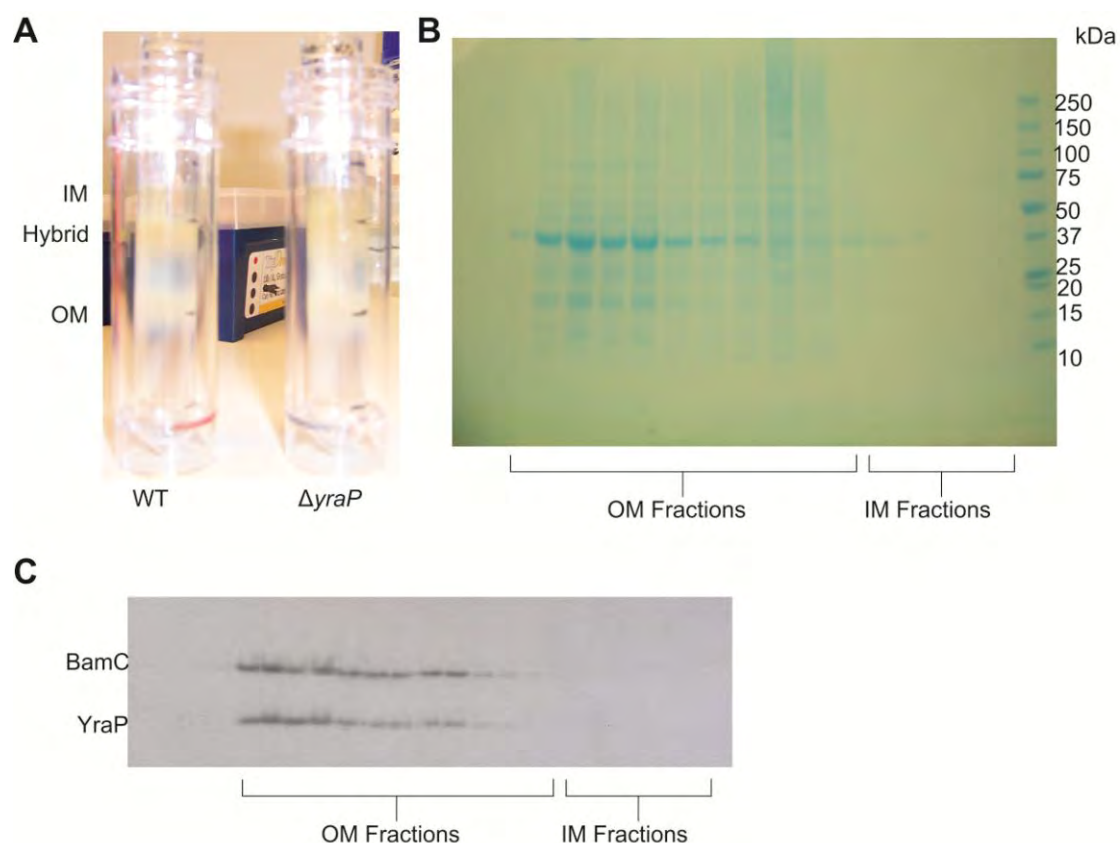 A
IM
Hybrid
OM
WT
ΔyraP
B
kDa
250
150
100
75
50
37
25
20
15
10
OM Fractions
IM Fractions
C
BamC
YraP
OM Fractions
IM Fractions